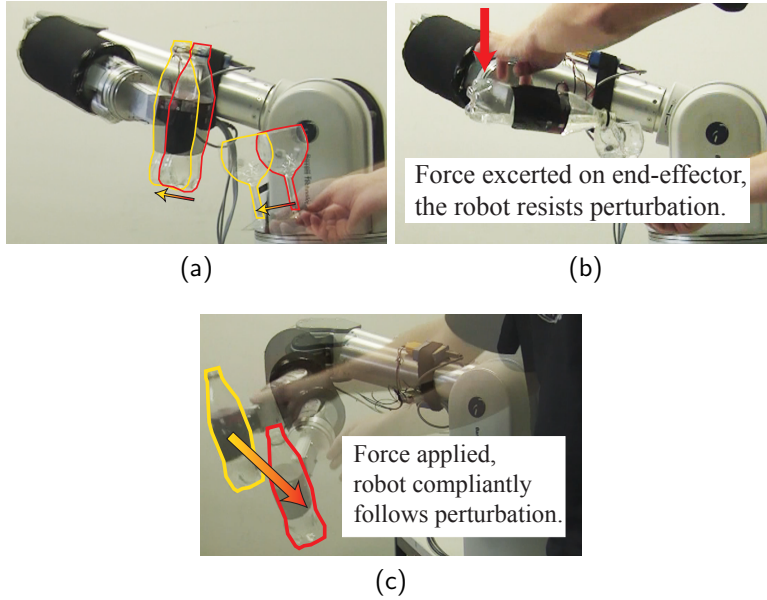 (a)
Force excerted on end-effector,
the robot resists perturbation.
(b)
Force applied,
robot compliantly
follows perturbation.
(c)